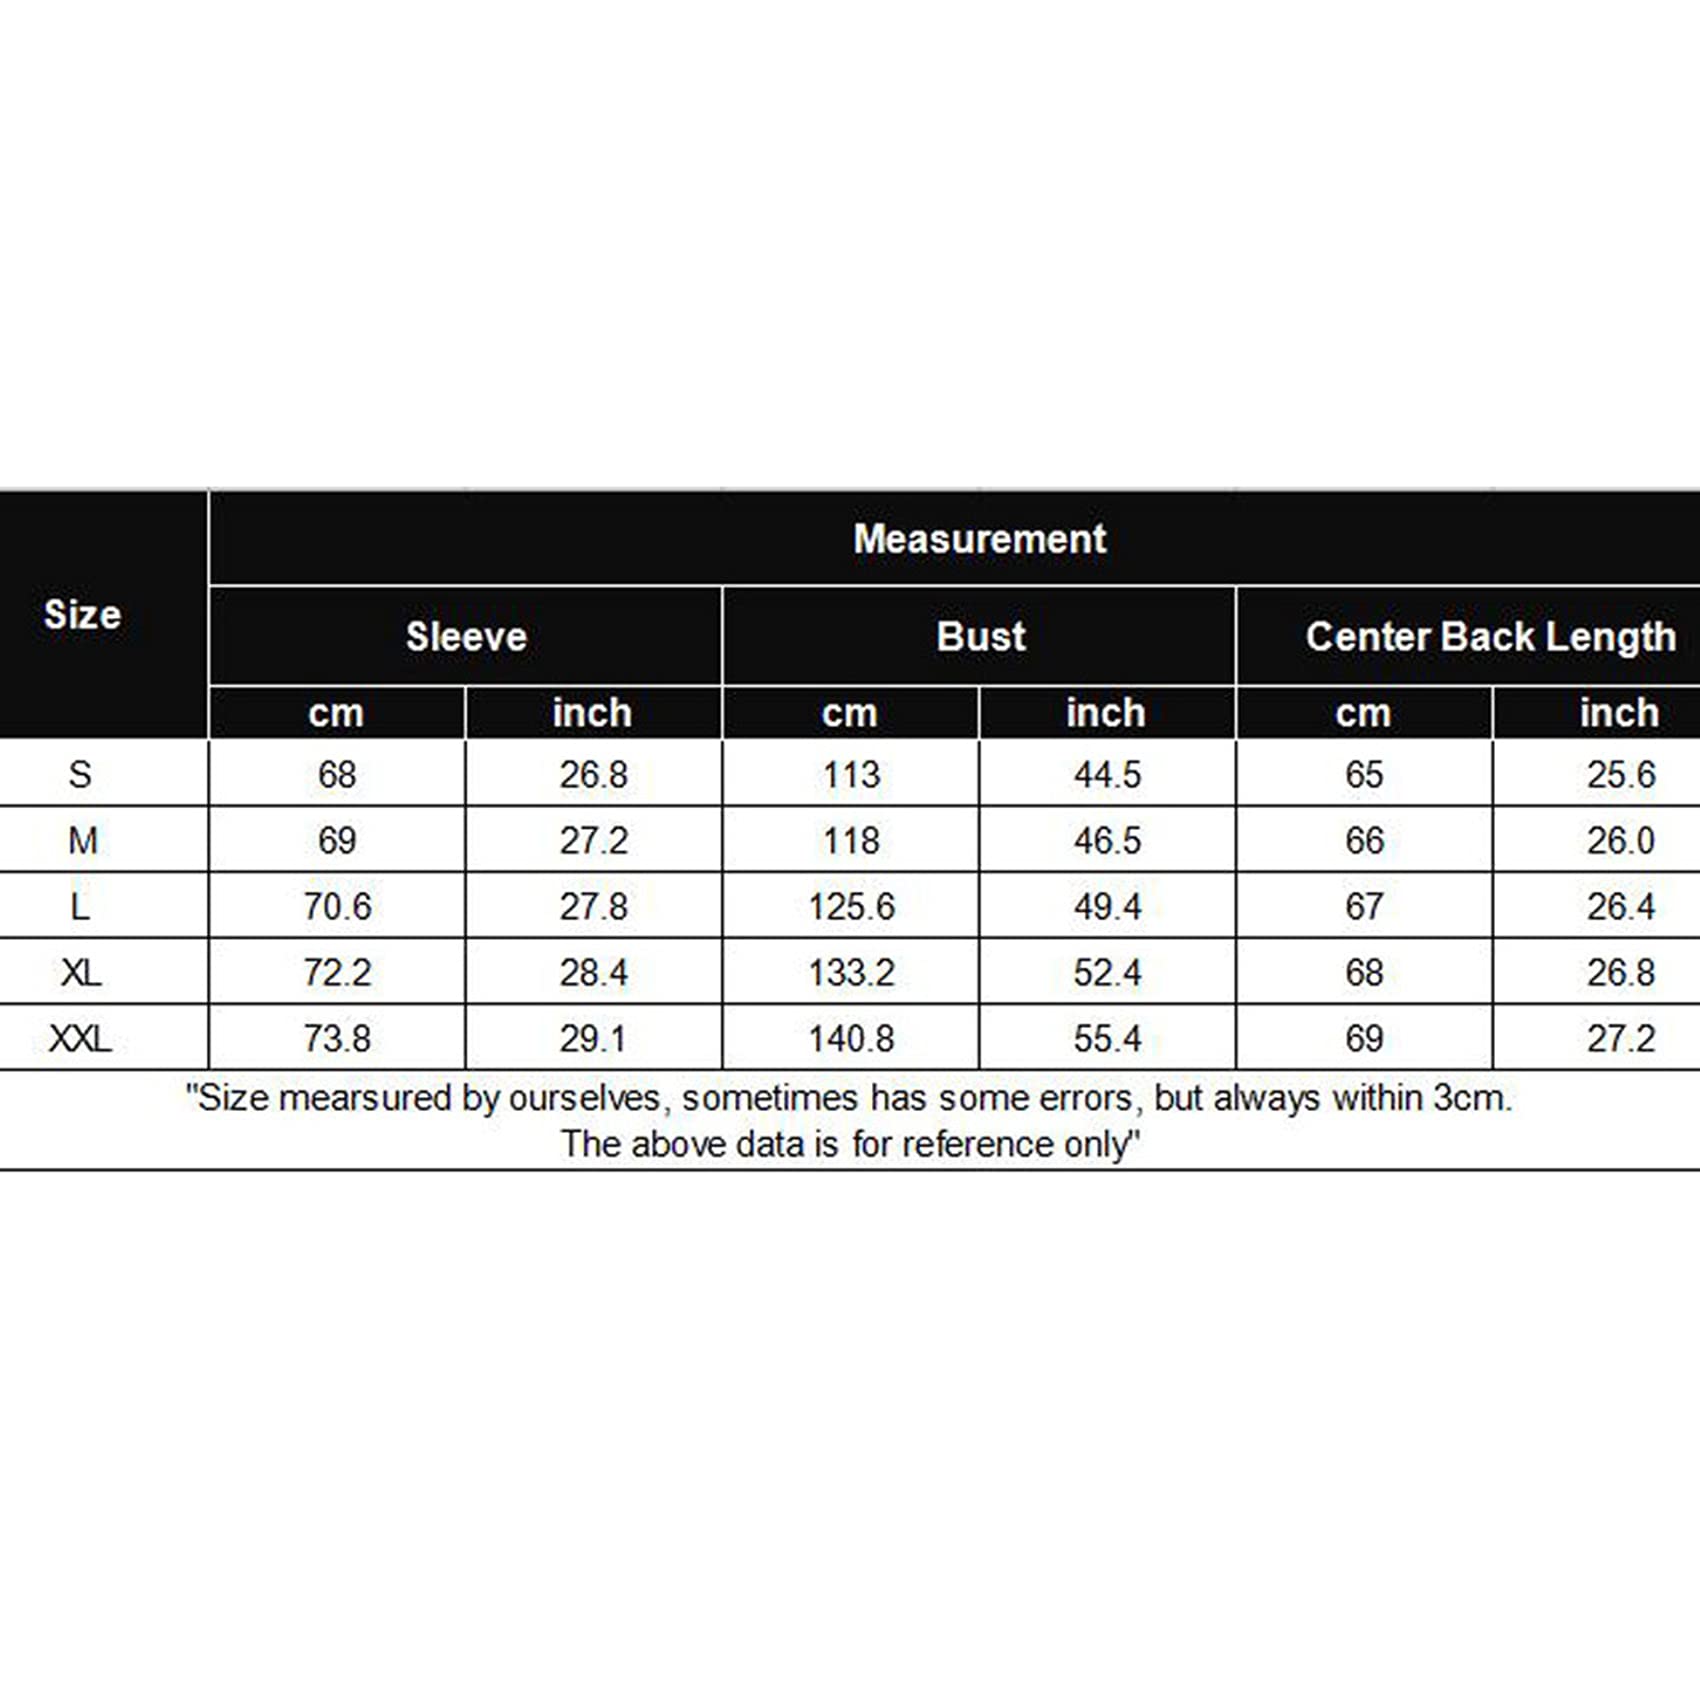 Measurement
Size
Sleeve Bust Center Back Length
cm inch cm inch cm inch
S 68 26.8 113 44.5 65 25.6
M 69 27.2 118 46.5 66 26.0
L 70.6 27.8 125.6 49.4 67 26.4
XL 72.2 28.4 133.2 52.4 68 26.8
XXL 73.8 29.1 140.8 55.4 69 27.2
"Size mearsured by ourselves, sometimes has some errors, but always within 3cm.
The above data is for reference only"